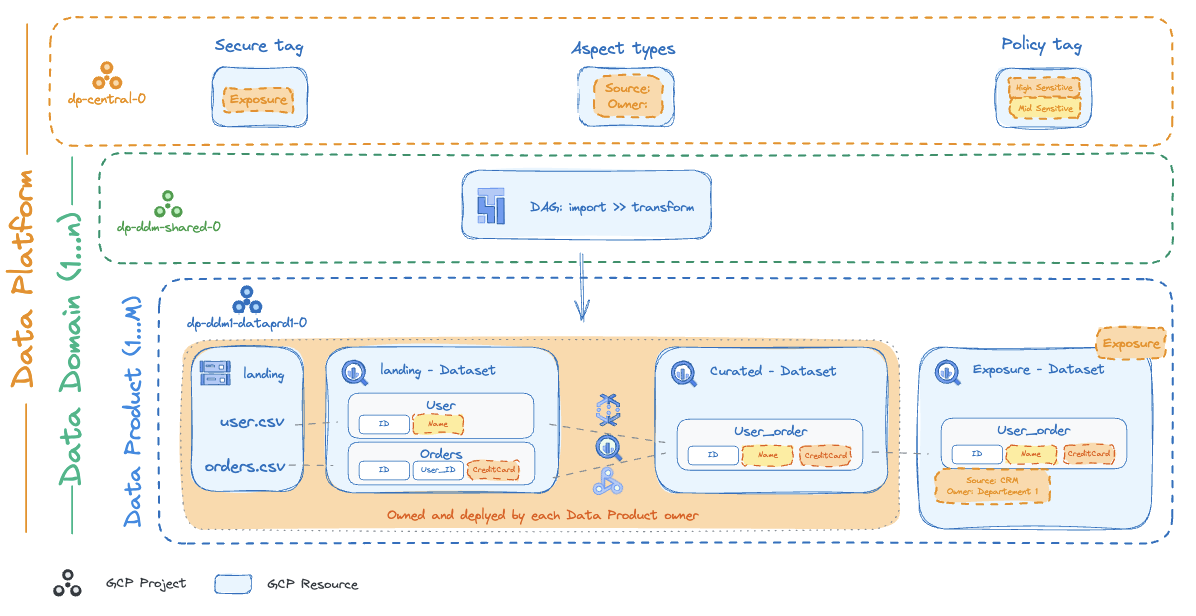 Data Platform
Data Domain (1...n)
Data Product (1...M)
dp-central-0
Secure tag
Exposure
Aspect types
Source:
Owner:
Policy tag
High Sensitive
Mid Sensitive
dp-ddm-shared-0
DAG: import >> transform
dp-ddm1-dataprd1-0
landing
user.csv
orders.csv
landing - Dataset
User
ID
Name
Orders
ID
User_ID
CreditCard
Curated - Dataset
User_order
ID
Name
CreditCard
Exposure
Exposure - Dataset
User_order
ID
Name
CreditCard
Source: CRM
Owner: Departement 1
Owned and deplyed by each Data Product owner
GCP Project
GCP Resource